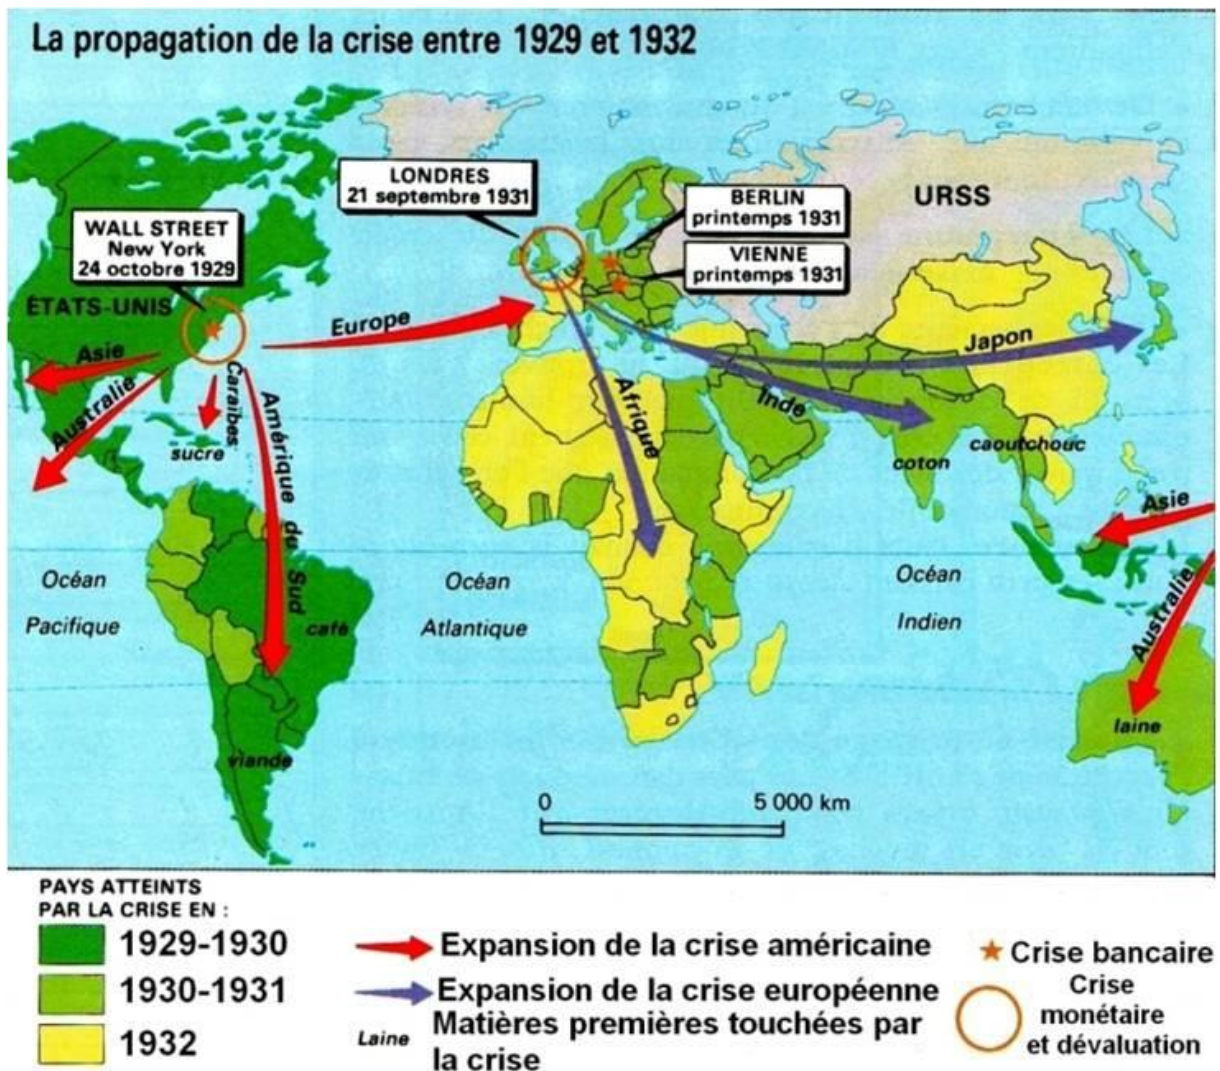 La propagation de la crise entre 1929 et 1932
LONDRES
21 septembre 1931
BERLIN
printemps 1931
URSS
WALL STREET
New York
24 octobre 1929
VIENNE
printemps 1931
ÉTATS-UNIS
Europe
Japon
Asie
Australie
Caraïbes
Amérique du Sud
Afrique
Inde
sucre
coton
caoutchouc
Asie
Océan
Pacifique
Océan
Atlantique
Océan
Indien
Australie
café
viande
laine
0 5 000 km
PAYS ATTEINTS
PAR LA CRISE EN :
1929-1930
1930-1931
1932
Expansion de la crise américaine
Expansion de la crise européenne
Laine
Matières premières touchées par
la crise
Crise bancaire
Crise
monétaire
et dévaluation